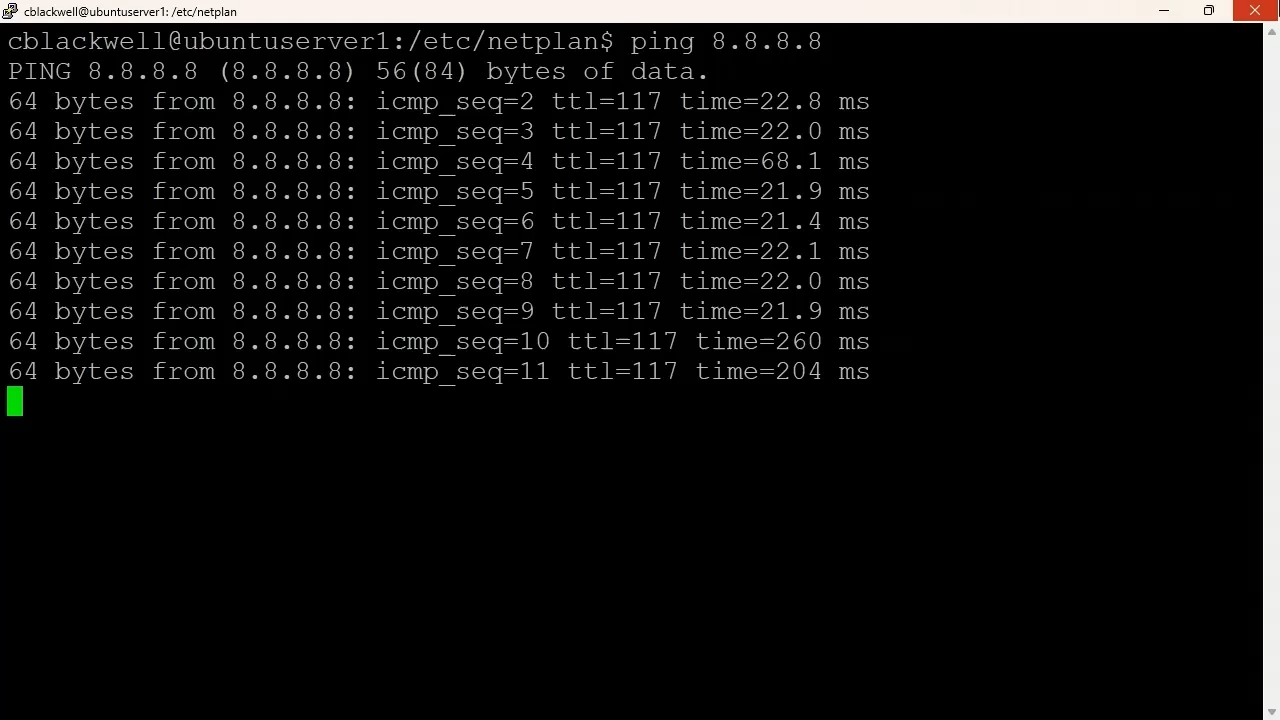 cblackwell@ubuntuserver1: /etc/netplan
cblackwell@ubuntuserver1:/etc/netplan$ ping 8.8.8.8
PING 8.8.8.8 (8.8.8.8) 56(84) bytes of data.
64 bytes from 8.8.8.8: icmp_seq=2 ttl=117 time=22.8 ms
64 bytes from 8.8.8.8: icmp_seq=3 ttl=117 time=22.0 ms
64 bytes from 8.8.8.8: icmp_seq=4 ttl=117 time=68.1 ms
64 bytes from 8.8.8.8: icmp_seq=5 ttl=117 time=21.9 ms
64 bytes from 8.8.8.8: icmp_seq=6 ttl=117 time=21.4 ms
64 bytes from 8.8.8.8: icmp_seq=7 ttl=117 time=22.1 ms
64 bytes from 8.8.8.8: icmp_seq=8 ttl=117 time=22.0 ms
64 bytes from 8.8.8.8: icmp_seq=9 ttl=117 time=21.9 ms
64 bytes from 8.8.8.8: icmp_seq=10 ttl=117 time=260 ms
64 bytes from 8.8.8.8: icmp_seq=11 ttl=117 time=204 ms